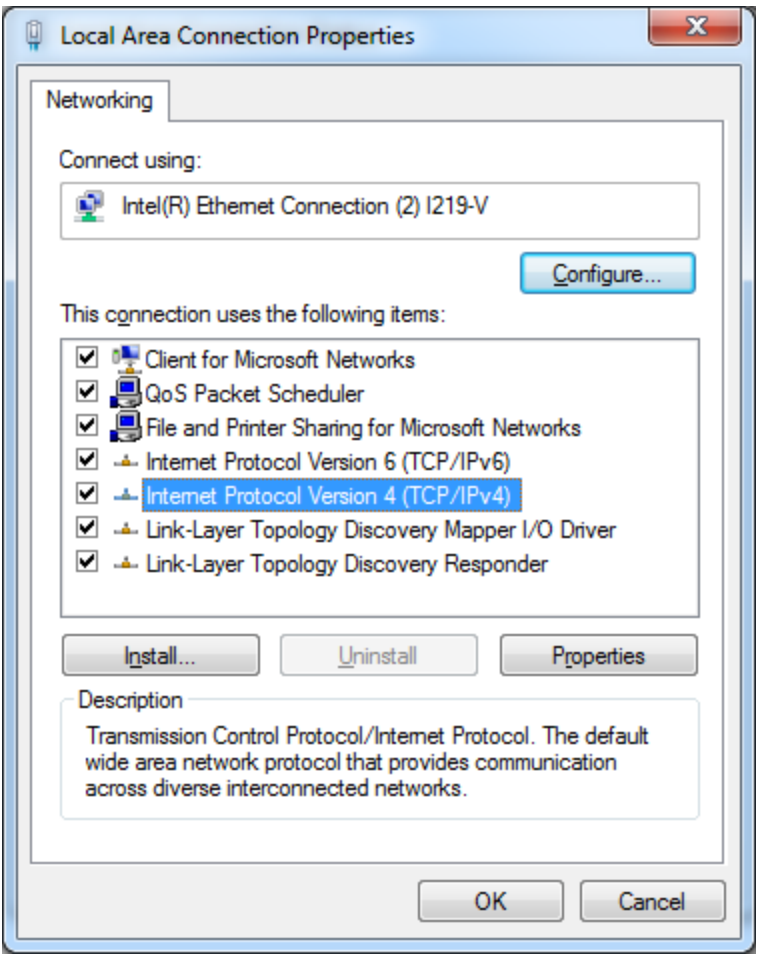 Local Area Connection Properties
Networking
Connect using:
Intel(R) Ethernet Connection (2) I219-V
Configure...
This connection uses the following items:
Client for Microsoft Networks
QoS Packet Scheduler
File and Printer Sharing for Microsoft Networks
Internet Protocol Version 6 (TCP/IPv6)
Internet Protocol Version 4 (TCP/IPv4)
Link-Layer Topology Discovery Mapper I/O Driver
Link-Layer Topology Discovery Responder
Install...
Uninstall
Properties
Description
Transmission Control Protocol/Internet Protocol. The default
wide area network protocol that provides communication
across diverse interconnected networks.
OK
Cancel